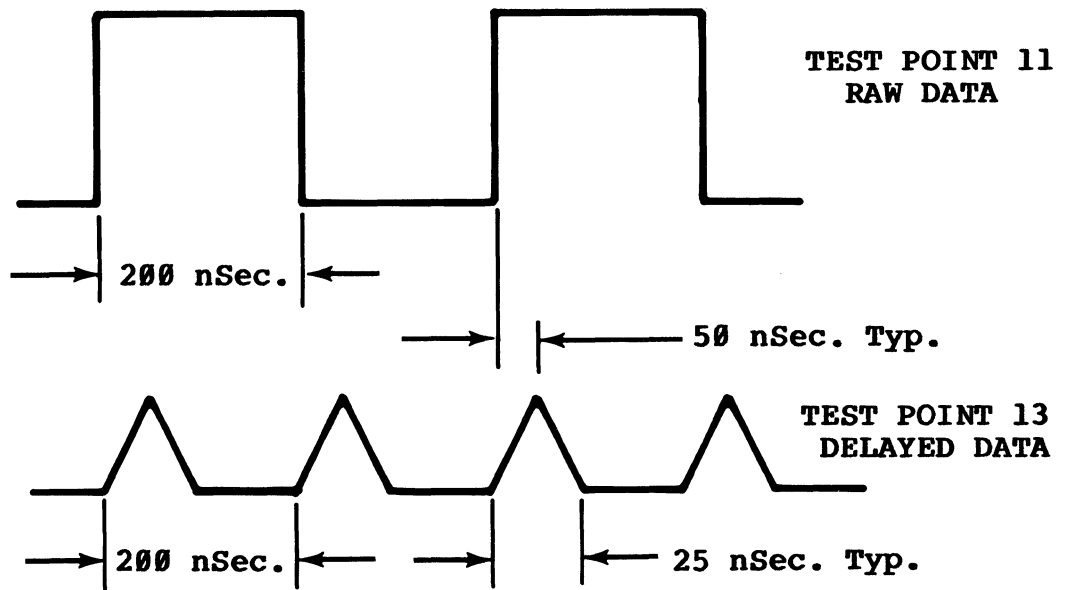 TEST POINT 11
RAW DATA
200 nSec.
50 nSec. Typ.
TEST POINT 13
DELAYED DATA
200 nSec.
25 nSec. Typ.